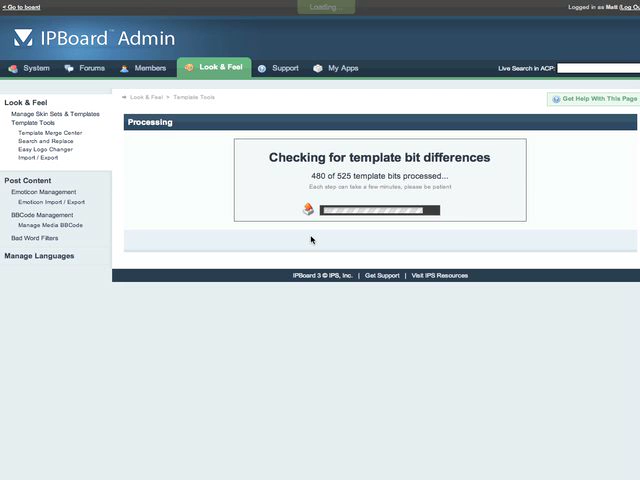 < Go to board
Loading...
Logged in as Matt (Log Ou
IPBoard™ Admin
System
Forums
Members
Look & Feel
Support
My Apps
Live Search in ACP:
Look & Feel > Template Tools
Get Help With This Page
Look & Feel
Manage Skin Sets & Templates
Template Tools
Template Merge Center
Search and Replace
Easy Logo Changer
Import / Export
Post Content
Emoticon Management
Emoticon Import / Export
BBCode Management
Manage Media BBCode
Bad Word Filters
Manage Languages
Processing
Checking for template bit differences
480 of 525 template bits processed...
Each step can take a few minutes, please be patient
IPBoard 3 © IPS, Inc. | Get Support | Visit IPS Resources